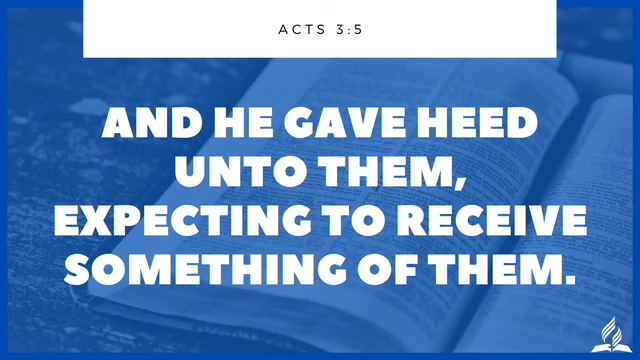 ACTS 3:5
AND HE GAVE HEED
UNTO THEM,
EXPECTING TO RECEIVE
SOMETHING OF THEM.